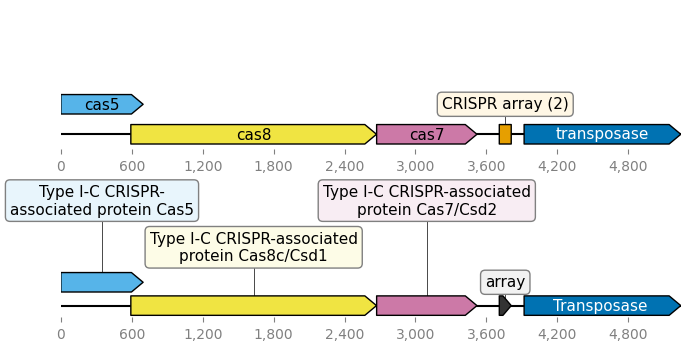 cas5
CRISPR array (2)
cas8
cas7
transposase
0 600 1,200 1,800 2,400 3,000 3,600 4,200 4,800
Type I-C CRISPR-
associated protein Cas5
Type I-C CRISPR-associated
protein Cas7/Csd2
Type I-C CRISPR-associated
protein Cas8c/Csd1
array
Transposase
0 600 1,200 1,800 2,400 3,000 3,600 4,200 4,800